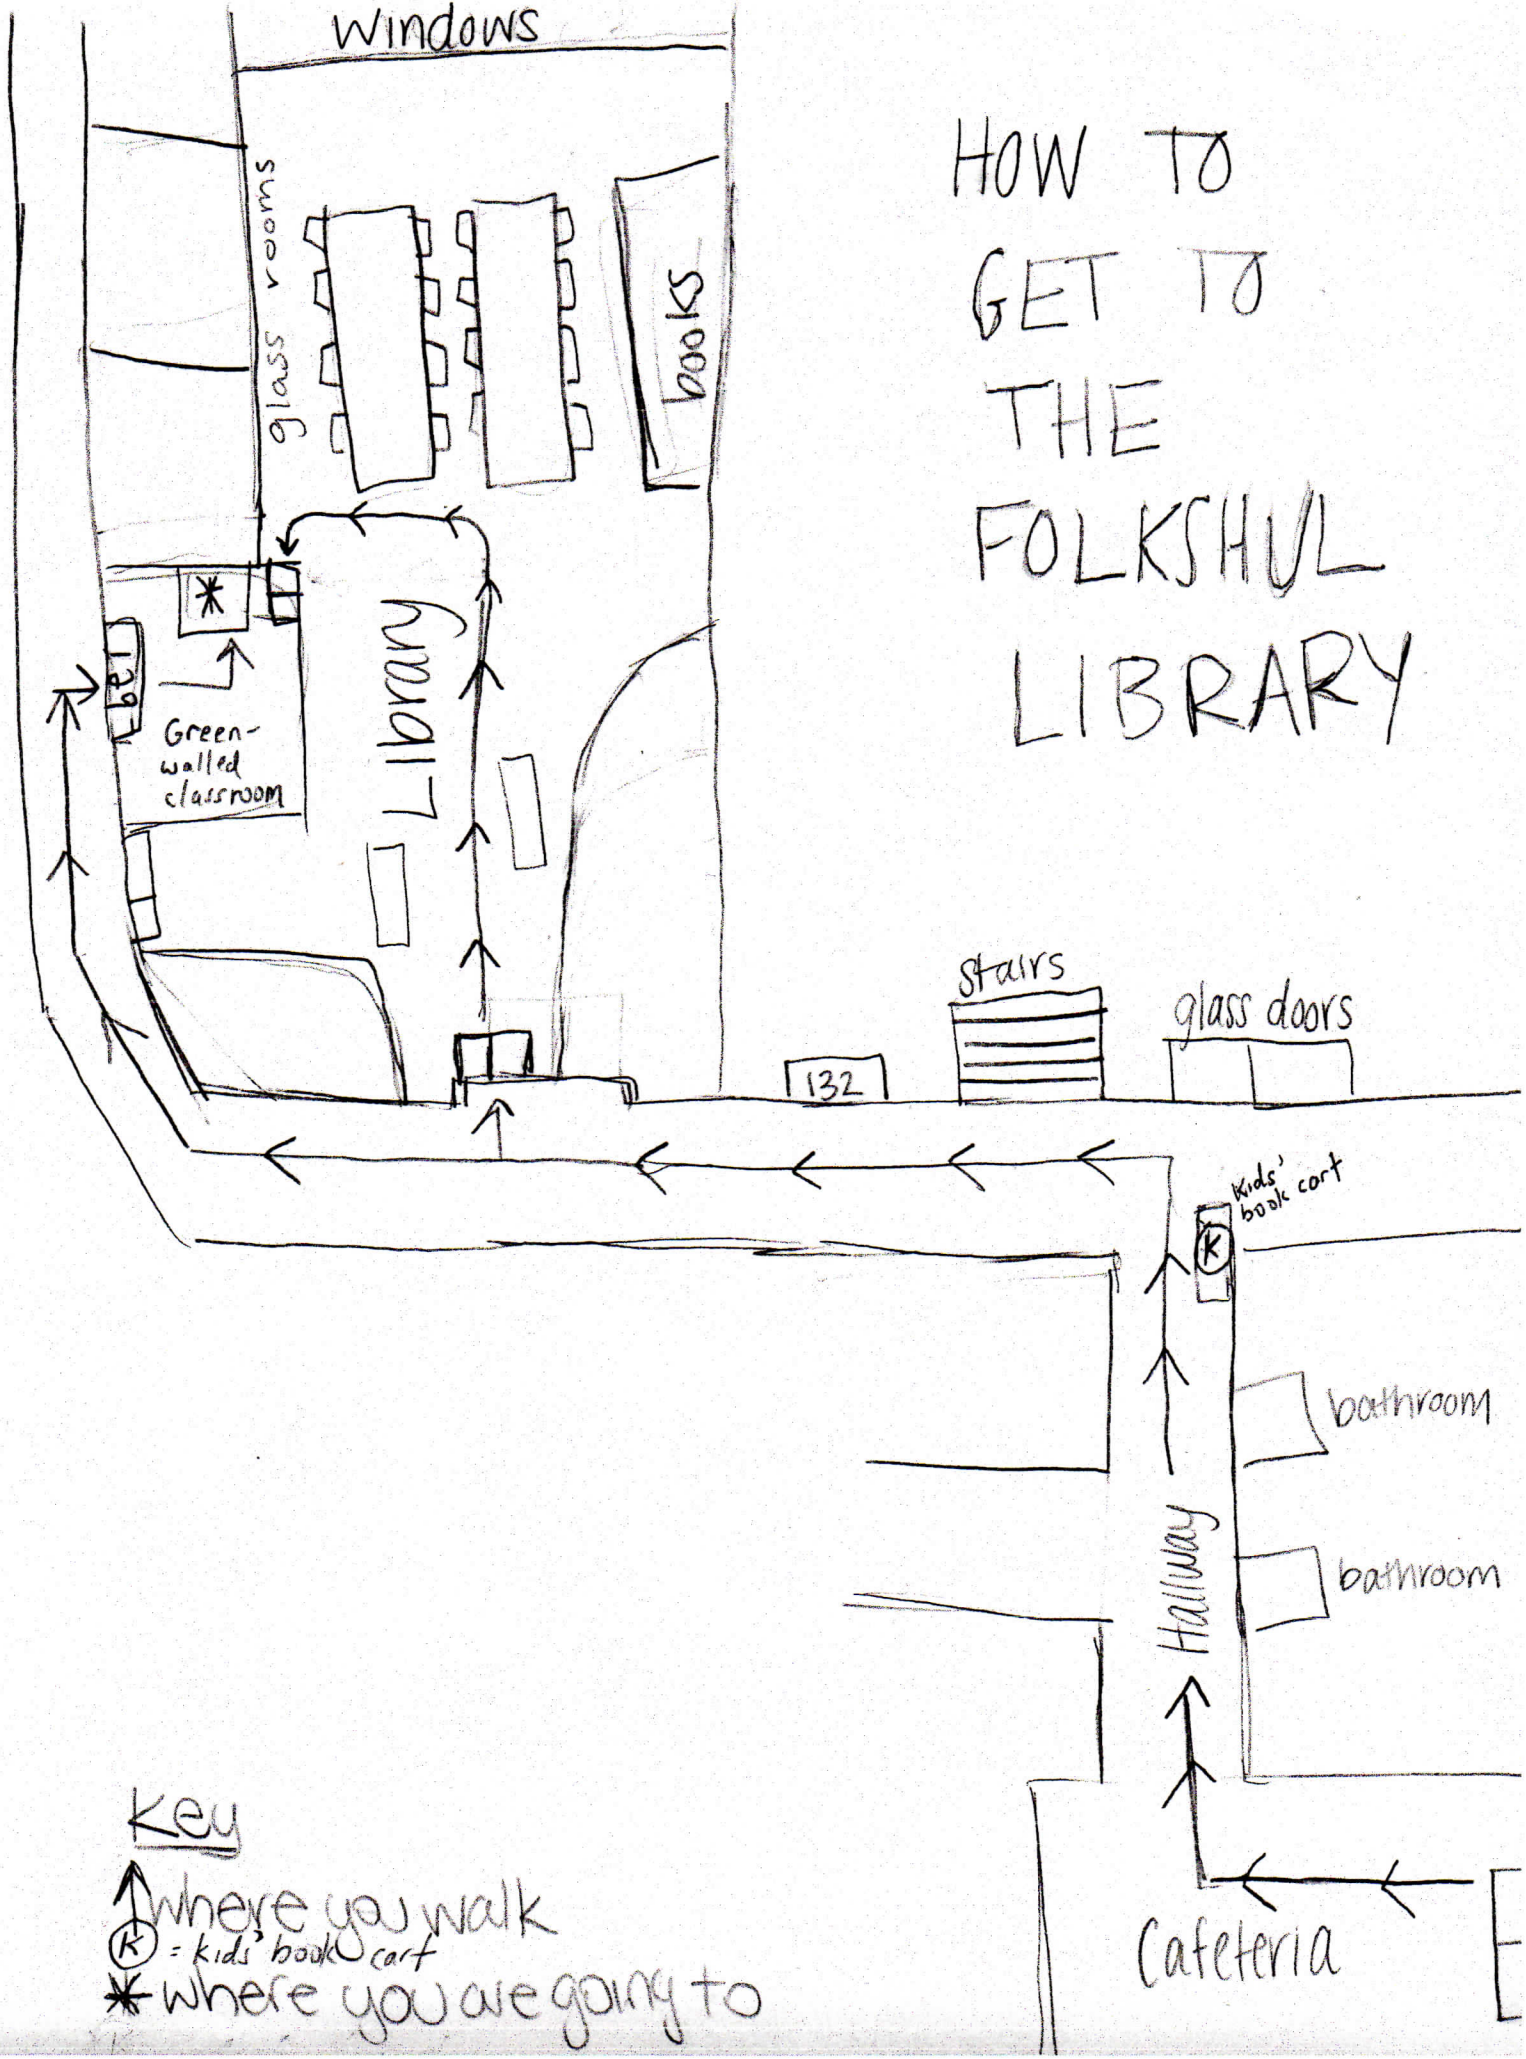 Windows
HOW TO
GET TO
THE
FOLKSHUL
LIBRARY
glass rooms
books
Library
Green-
walled
classroom
stairs
glass doors
132
Kids'
book cart
K
bathroom
bathroom
Hallway
Cafeteria
Key
where you walk
K = kids' book cart
* where you are going to